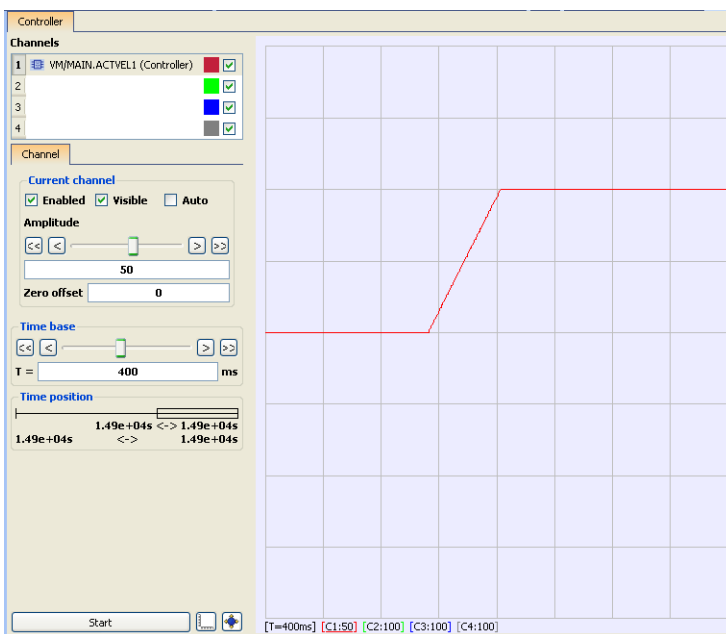 Controller
Channels
1 VM/MAIN.ACTVEL1 (Controller)
2
3
4
Channel
Current channel
Enabled Visible Auto
Amplitude
<< < > >>
50
Zero offset 0
Time base
<< < > >>
T = 400 ms
Time position
1.49e+04s <-> 1.49e+04s
1.49e+04s <-> 1.49e+04s
Start
[T=400ms] [C1:50] [C2:100] [C3:100] [C4:100]